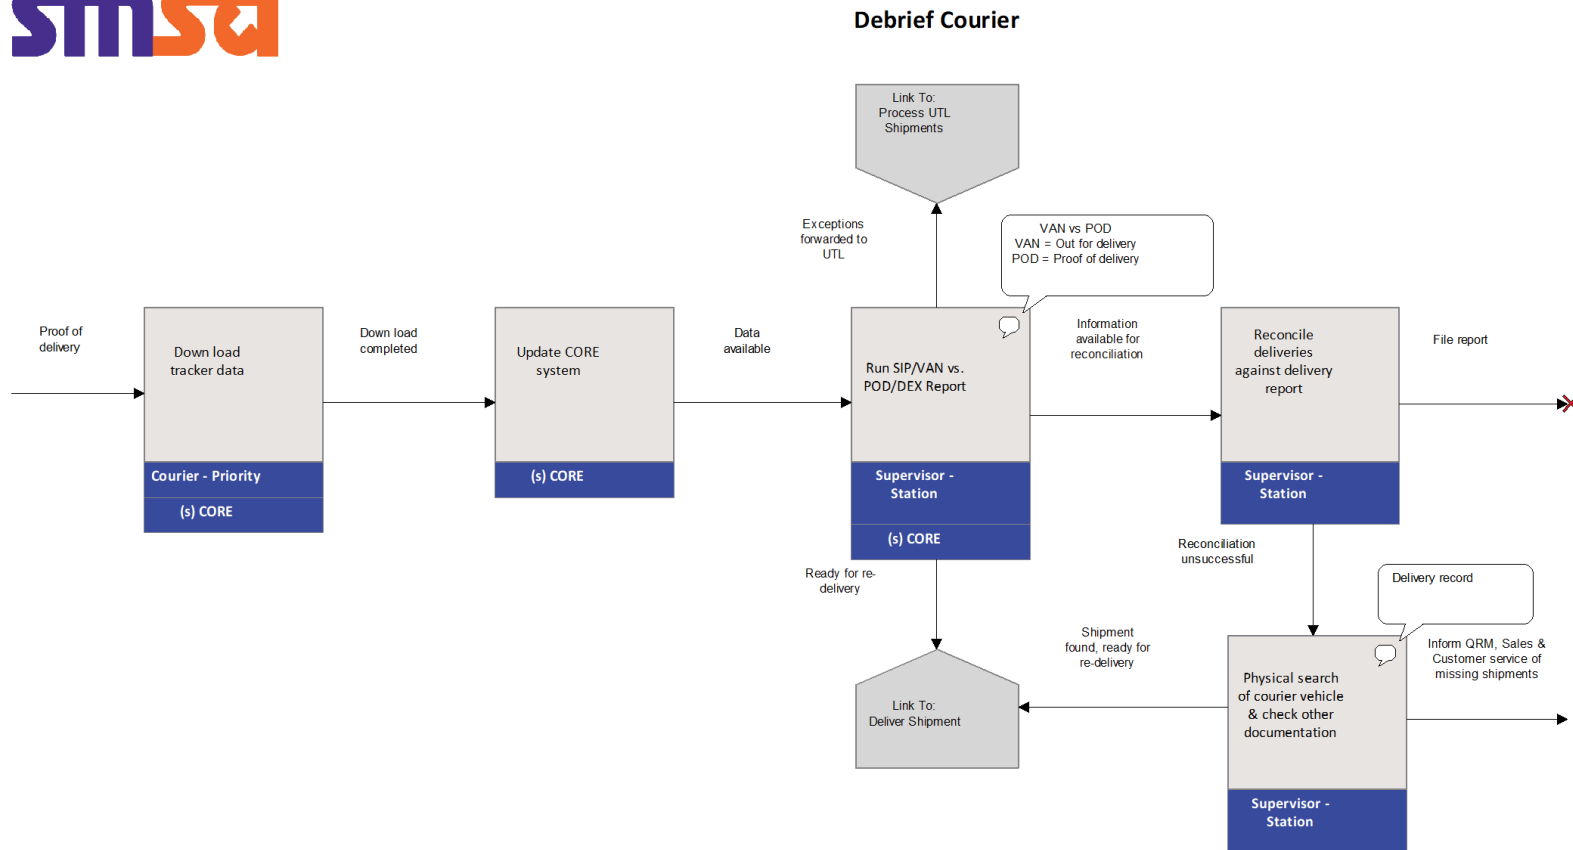 smsa
Debrief Courier
Link To:
Process UTL
Shipments
Exceptions
forwarded to
UTL
VAN vs POD
VAN = Out for delivery
POD = Proof of delivery
Proof of
delivery
Down load
tracker data
Courier - Priority
(s) CORE
Down load
completed
Update CORE
system
(s) CORE
Data
available
Run SIP/VAN vs.
POD/DEX Report
Supervisor -
Station
(s) CORE
Information
available for
reconciliation
Reconcile
deliveries
against delivery
report
Supervisor -
Station
File report
Ready for re-
delivery
Reconciliation
unsuccessful
Delivery record
Link To:
Deliver Shipment
Shipment
found, ready for
re-delivery
Physical search
of courier vehicle
& check other
documentation
Supervisor -
Station
Inform QRM, Sales &
Customer service of
missing shipments